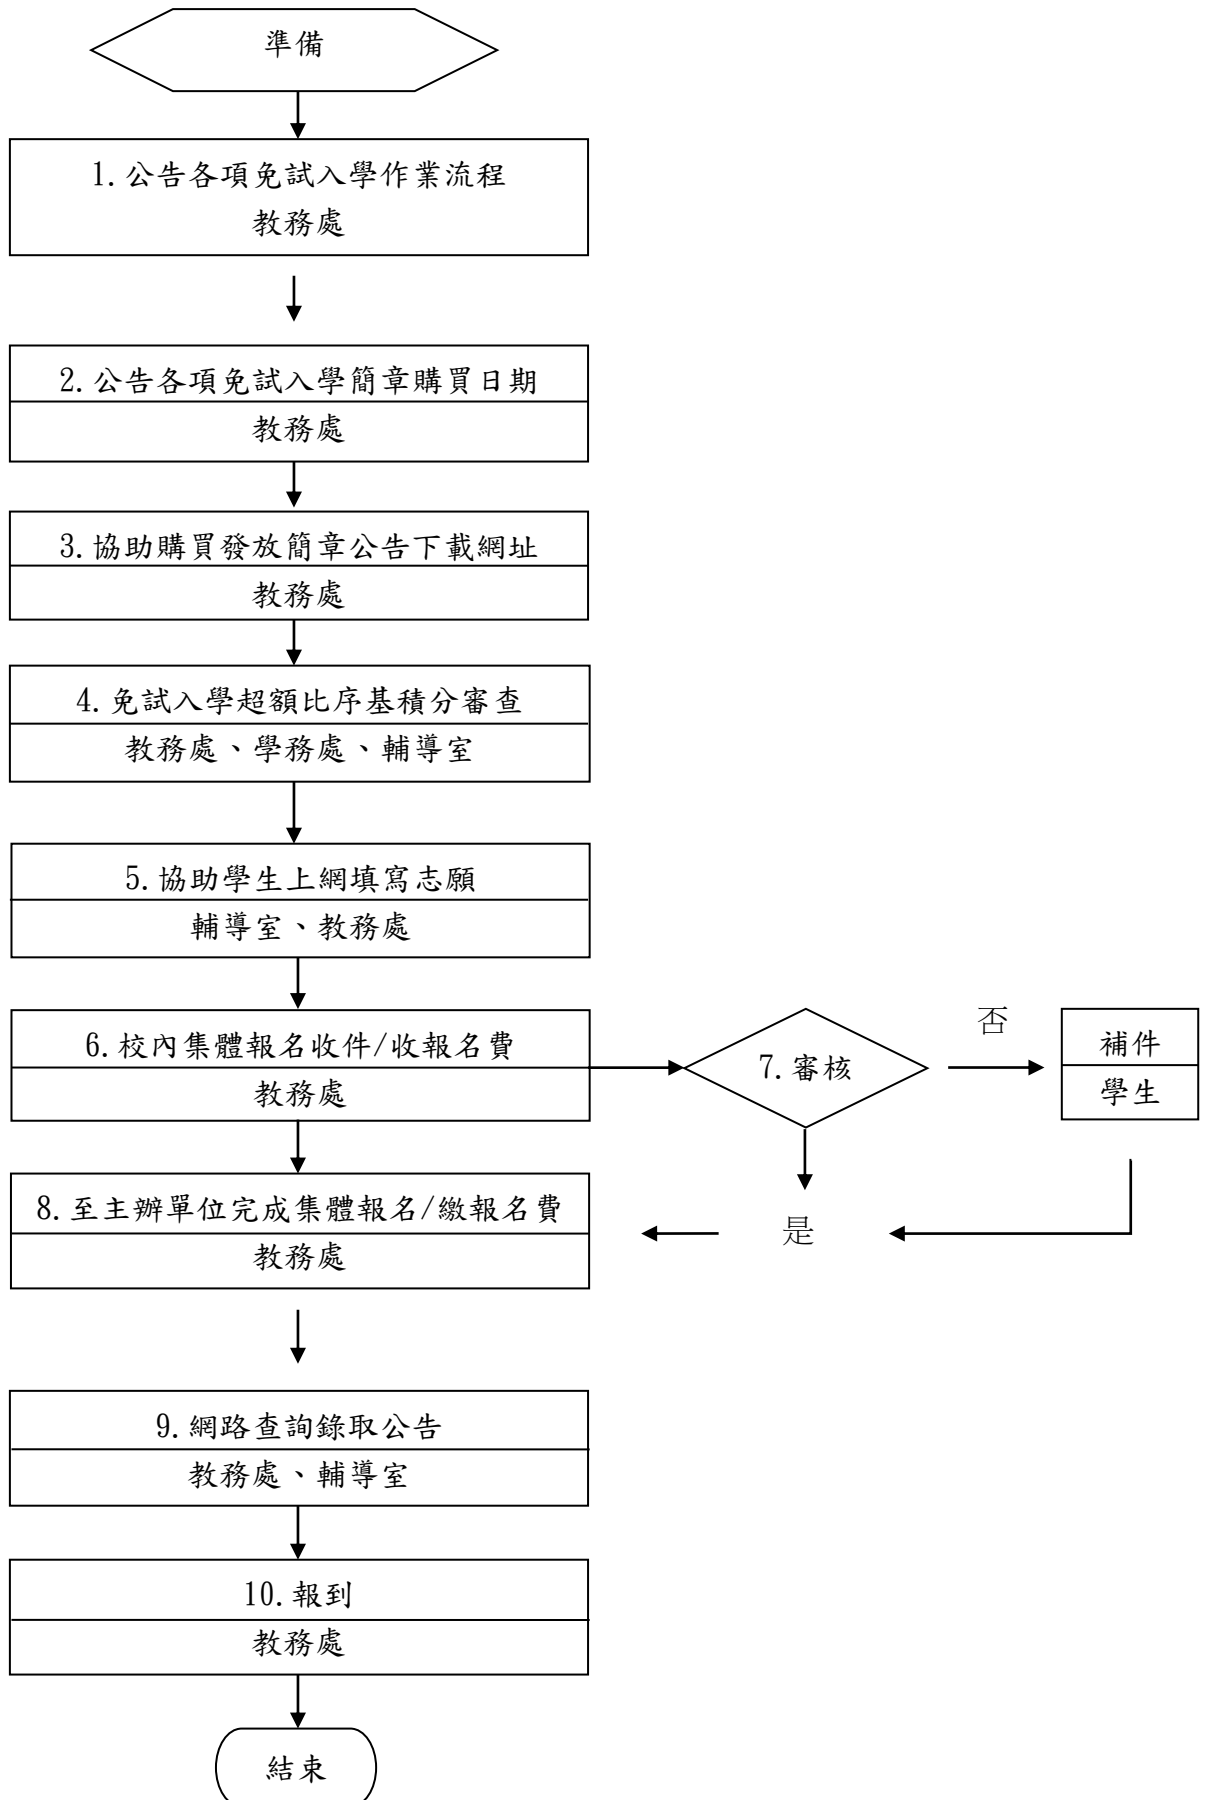 準備
1.公告各項免試入學作業流程
教務處
2.公告各項免試入學簡章購買日期
教務處
3.協助購買發放簡章公告下載網址
教務處
4.免試入學超額比序基積分審查
教務處、學務處、輔導室
5.協助學生上網填寫志願
輔導室、教務處
6.校內集體報名收件/收報名費
教務處
7.審核
否
補件
學生
8.至主辦單位完成集體報名/繳報名費
教務處
是
9.網路查詢錄取公告
教務處、輔導室
10.報到
教務處
結束